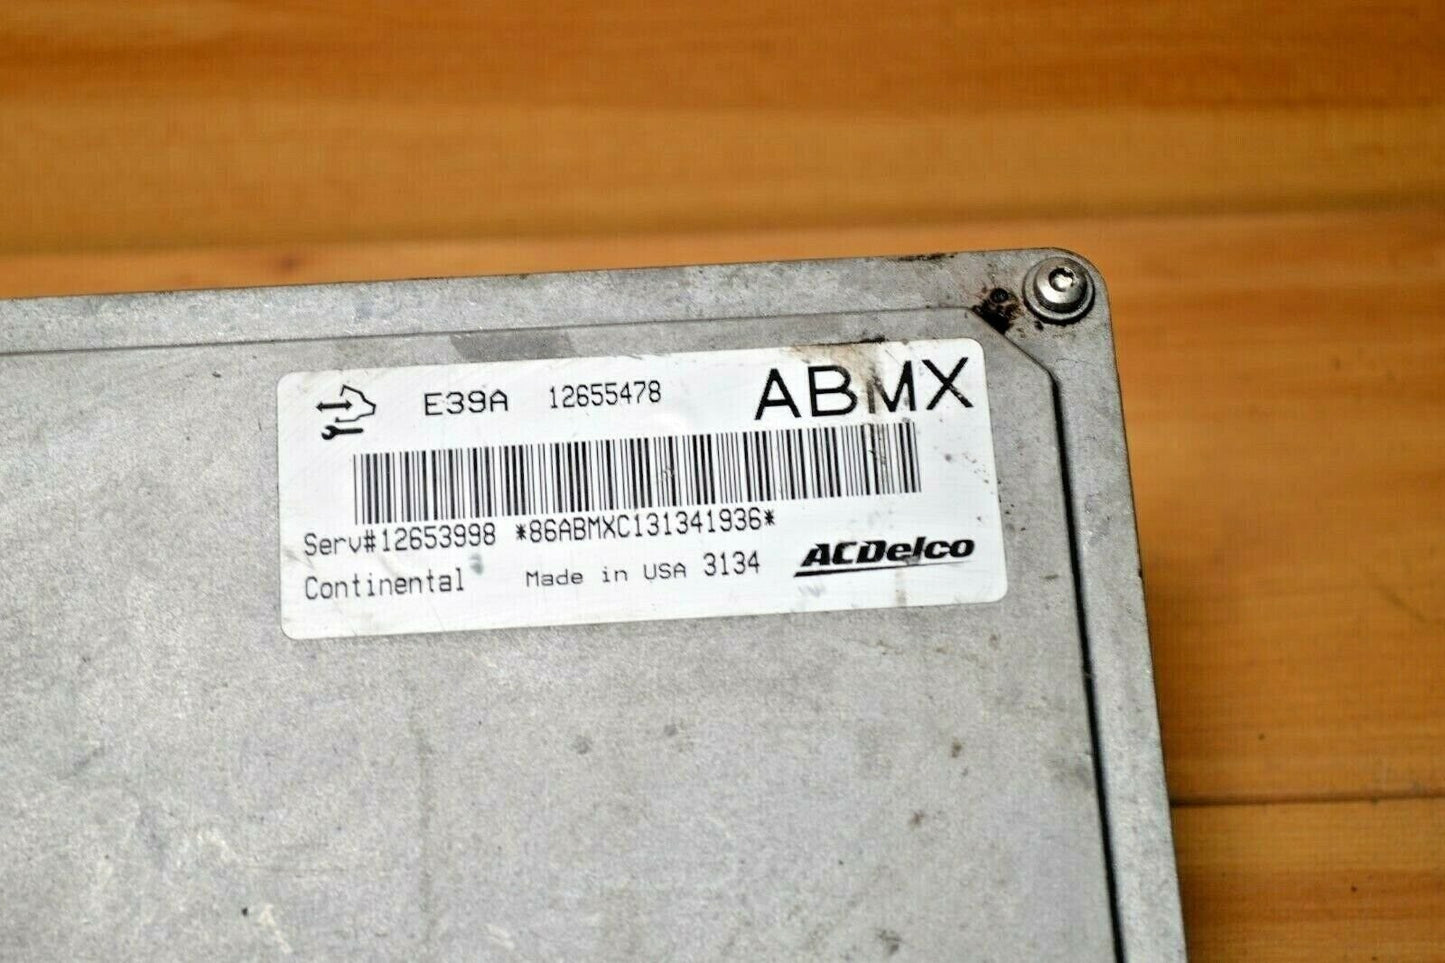 E39A 12655478 ABMX
Serv#12653998 *86ABMXC131341936*
Continental Made in USA 3134 ACDelco